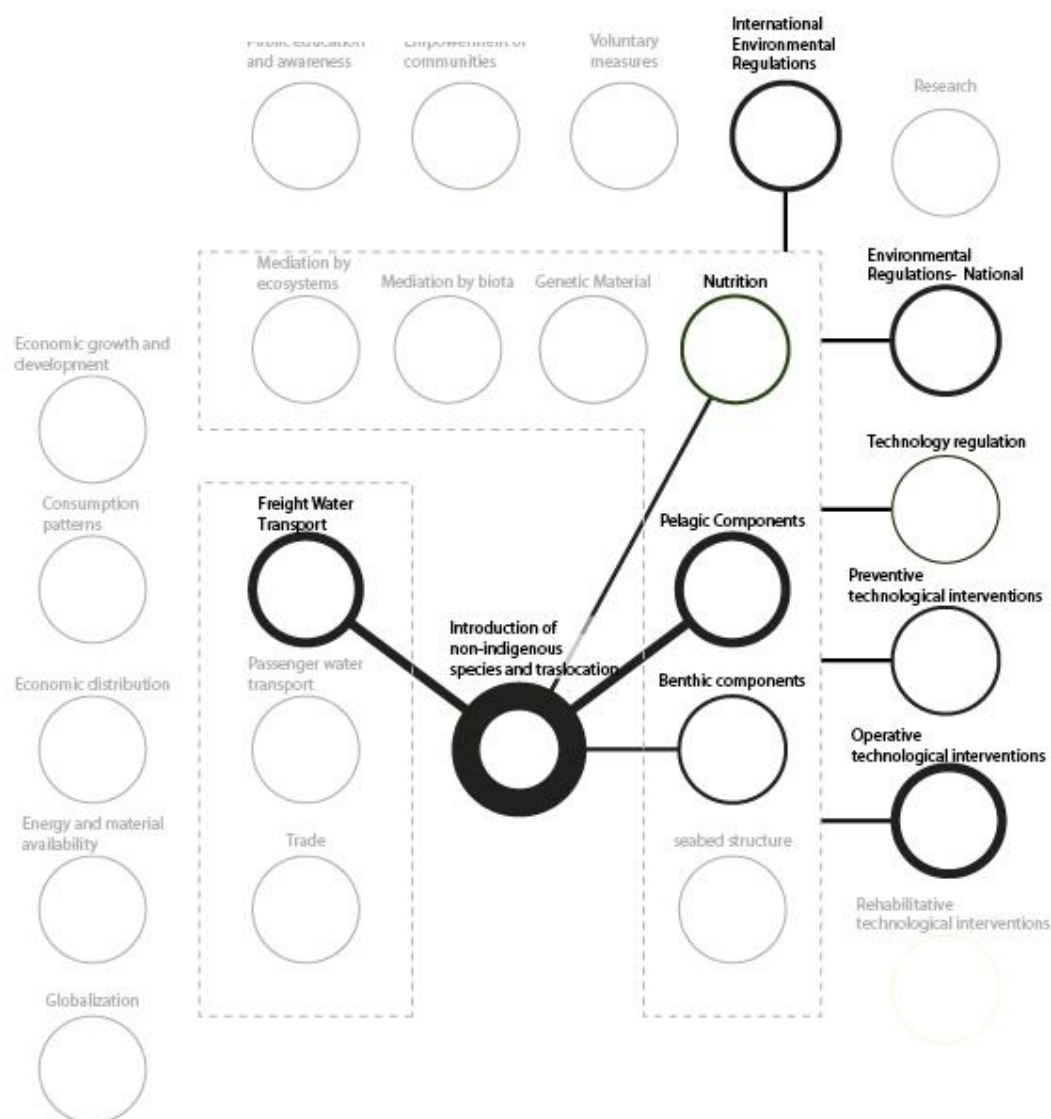 International
Environmental
Regulations
Public education
and awareness
Empowerment of
communities
Voluntary
measures
Research
Environmental
Regulations- National
Mediation by
ecosystems
Mediation by biota
Genetic Material
Nutrition
Economic growth and
development
Technology regulation
Consumption
patterns
Freight Water
Transport
Pelagic Components
Preventive
technological interventions
Introduction of
non-indigenous
species and traslocation
Passenger water
transport
Benthic components
Economic distribution
Operative
technological interventions
Energy and material
availability
Trade
seabed structure
Rehabilitative
technological interventions
Globalization